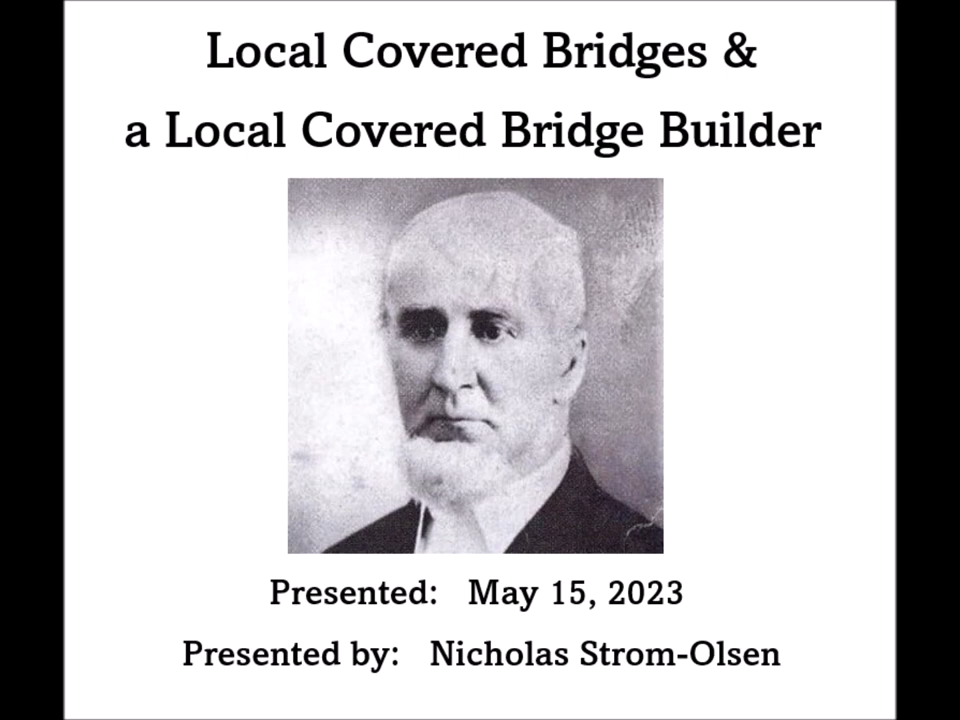 Local Covered Bridges &
a Local Covered Bridge Builder
Presented: May 15, 2023
Presented by: Nicholas Strom-Olsen